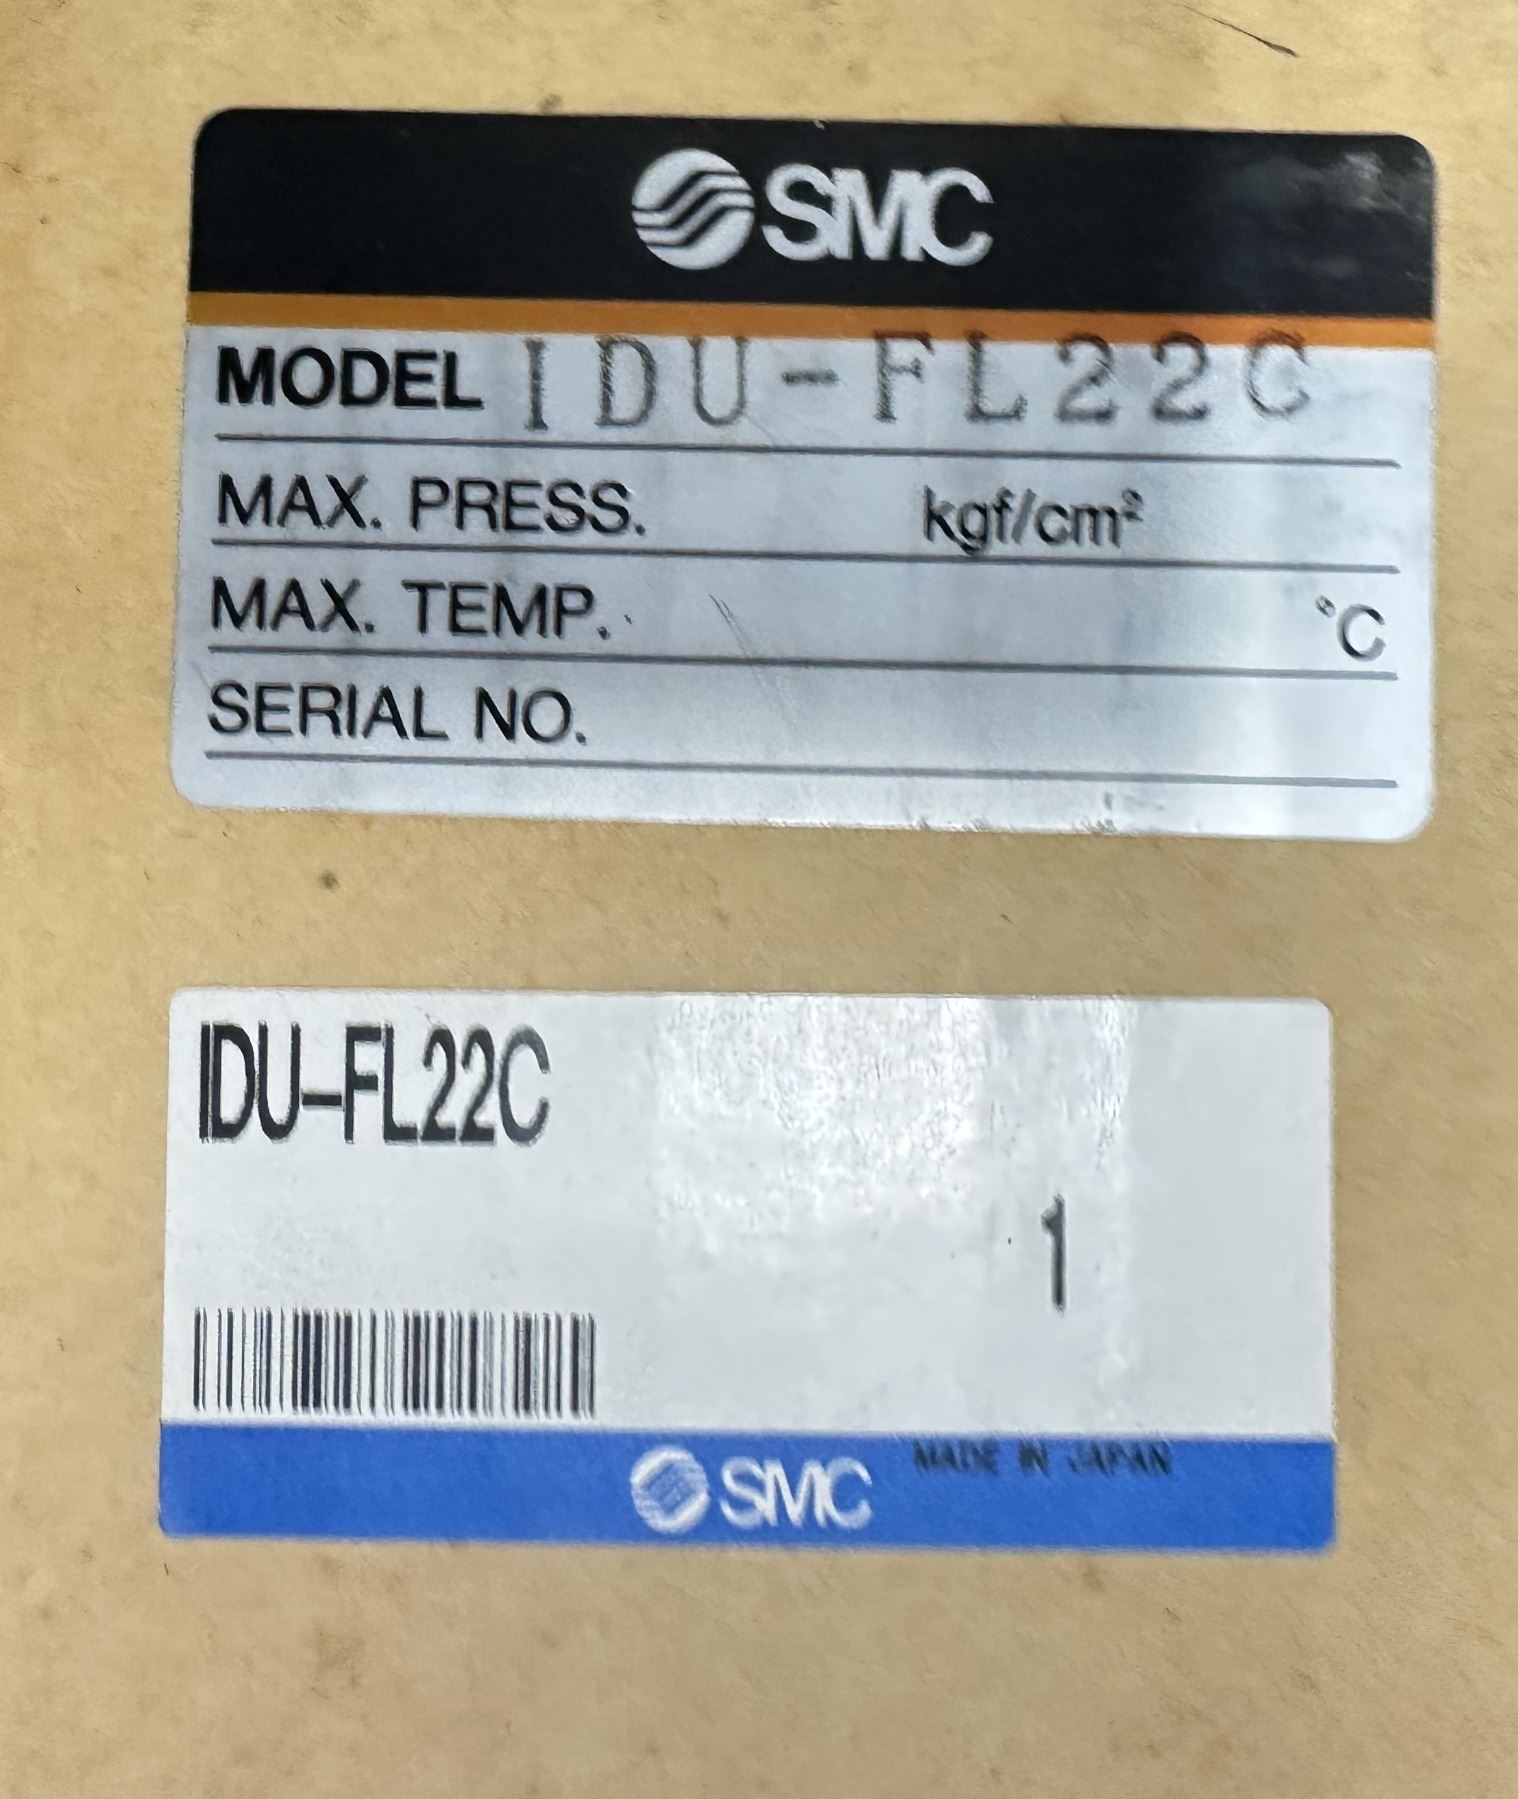 SMC
MODEL IDU-FL22C
MAX. PRESS. kgf/cm²
MAX. TEMP. °C
SERIAL NO.
IDU-FL22C
1
SMC MADE IN JAPAN